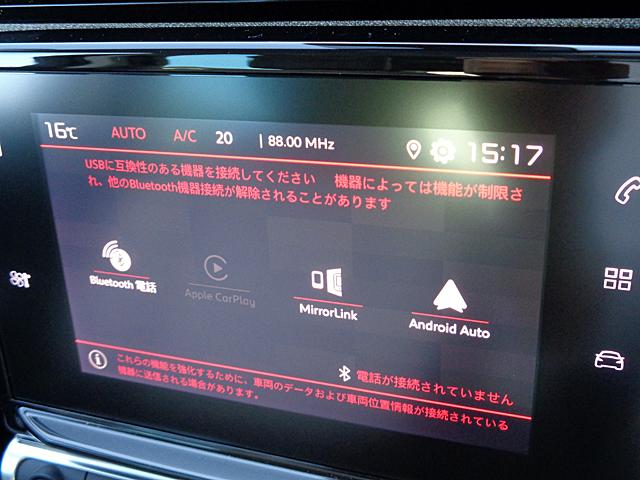 16℃ AUTO A/C 20 | 88.00 MHz 15:17
USBに互換性のある機器を接続してください 機器によっては機能が制限さ
れ、他のBluetooth機器接続が解除されることがあります
Bluetooth 電話 Apple CarPlay MirrorLink Android Auto
電話が接続されていません
これらの機能を強化するために、車両のデータおよび車両位置情報が接続されている
機器に送信される場合があります。